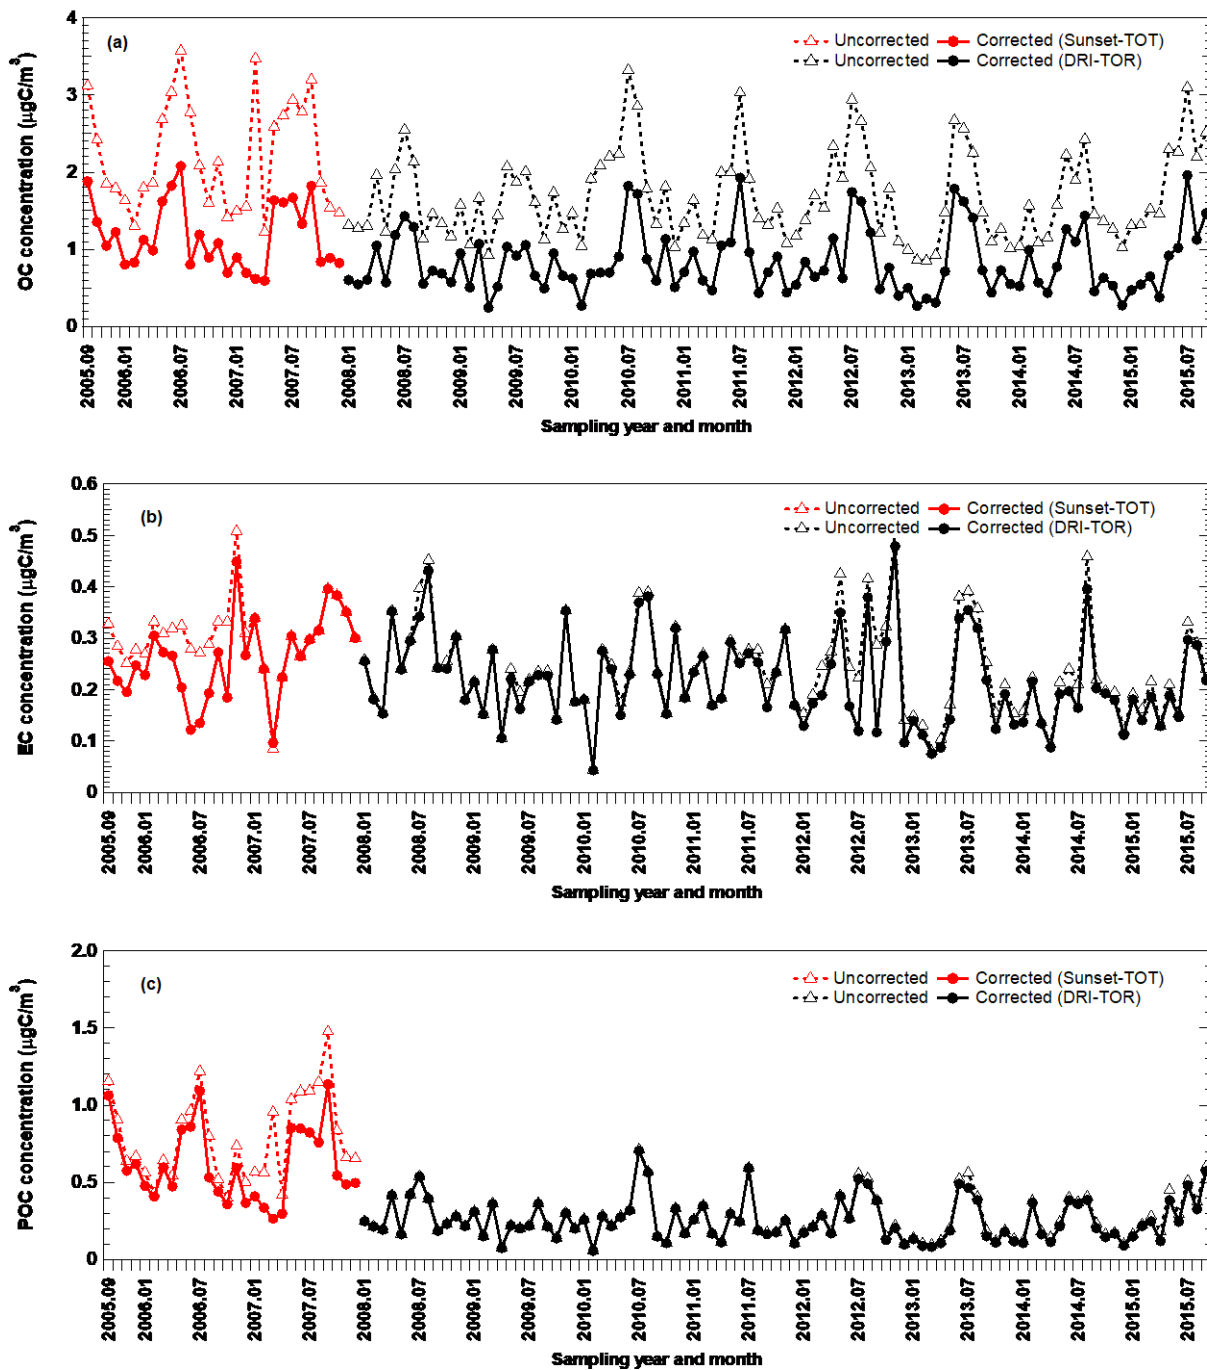 (a)
Uncorrected Corrected (Sunset-TOT)
Uncorrected Corrected (DRI-TOR)
OC concentration (µgC/m³)
4
3
2
1
0
2005.09 2006.01 2006.07 2007.01 2007.07 2008.01 2008.07 2009.01 2009.07 2010.01 2010.07 2011.01 2011.07 2012.01 2012.07 2013.01 2013.07 2014.01 2014.07 2015.01 2015.07
Sampling year and month
(b)
Uncorrected Corrected (Sunset-TOT)
Uncorrected Corrected (DRI-TOR)
EC concentration (µgC/m³)
0.6
0.5
0.4
0.3
0.2
0.1
0
2005.09 2006.01 2006.07 2007.01 2007.07 2008.01 2008.07 2009.01 2009.07 2010.01 2010.07 2011.01 2011.07 2012.01 2012.07 2013.01 2013.07 2014.01 2014.07 2015.01 2015.07
Sampling year and month
(c)
Uncorrected Corrected (Sunset-TOT)
Uncorrected Corrected (DRI-TOR)
POC concentration (µgC/m³)
2.0
1.5
1.0
0.5
0
2005.09 2006.01 2006.07 2007.01 2007.07 2008.01 2008.07 2009.01 2009.07 2010.01 2010.07 2011.01 2011.07 2012.01 2012.07 2013.01 2013.07 2014.01 2014.07 2015.01 2015.07
Sampling year and month